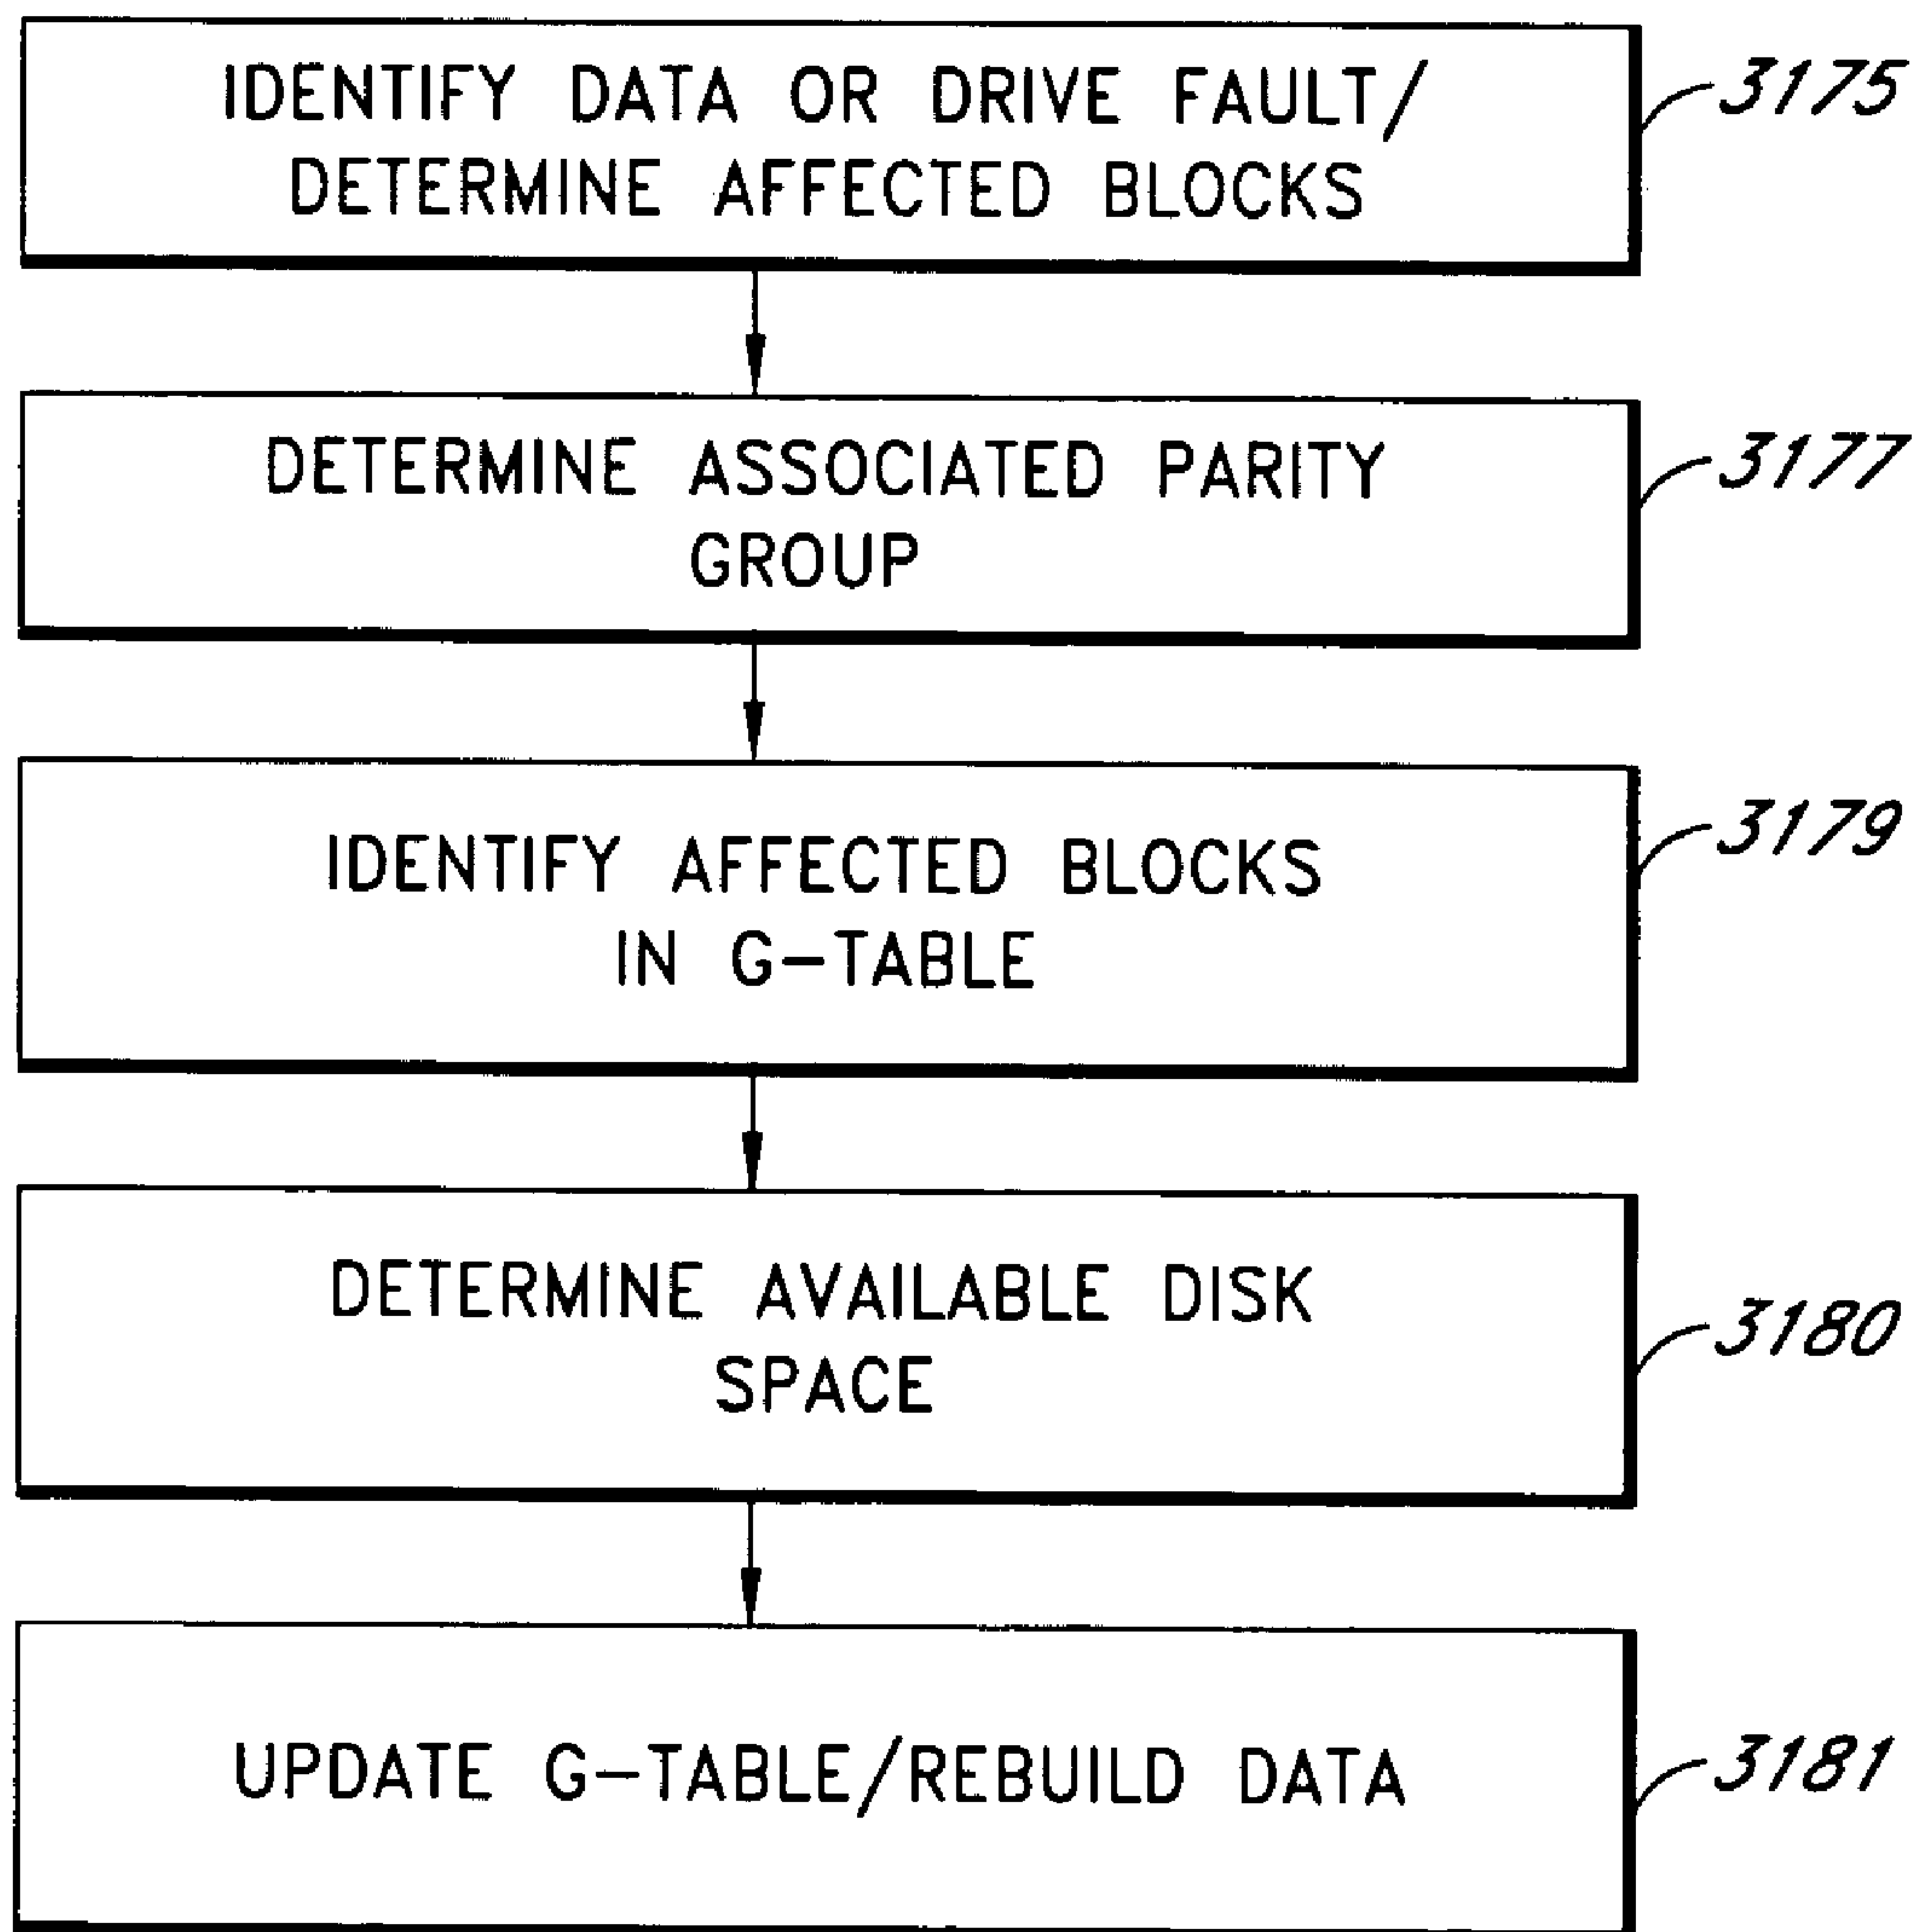 IDENTIFY DATA OR DRIVE FAULT/
DETERMINE AFFECTED BLOCKS
3175
DETERMINE ASSOCIATED PARITY
GROUP
3177
IDENTIFY AFFECTED BLOCKS
IN G-TABLE
3179
DETERMINE AVAILABLE DISK
SPACE
3180
UPDATE G-TABLE/REBUILD DATA
3181